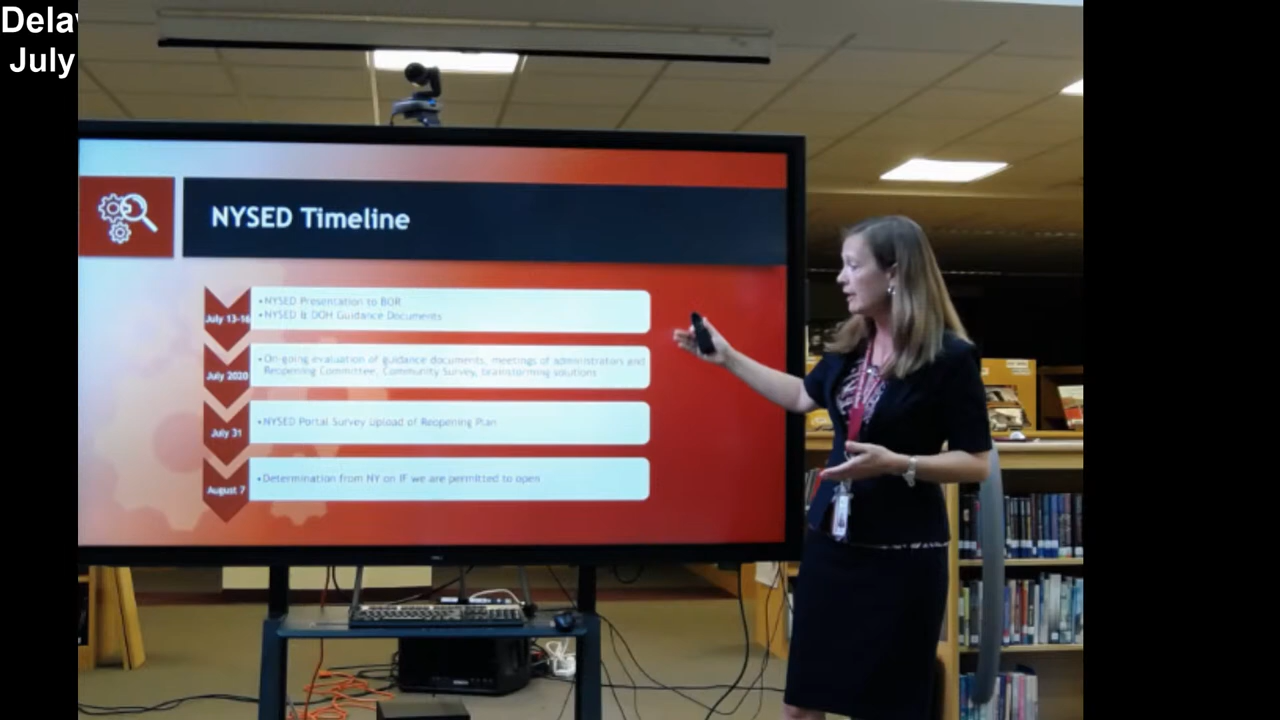 Dela
July
NYSED Timeline
July 13-16
• NYSED Presentation to BOR
• NYSED & DOH Guidance Documents
July 2020
• On-going evaluation of guidance documents, meetings of administrators and
Reopening Committee, Community Survey, brainstorming solutions
July 31
• NYSED Portal Survey Upload of Reopening Plan
August 7
• Determination from NY on IF we are permitted to open